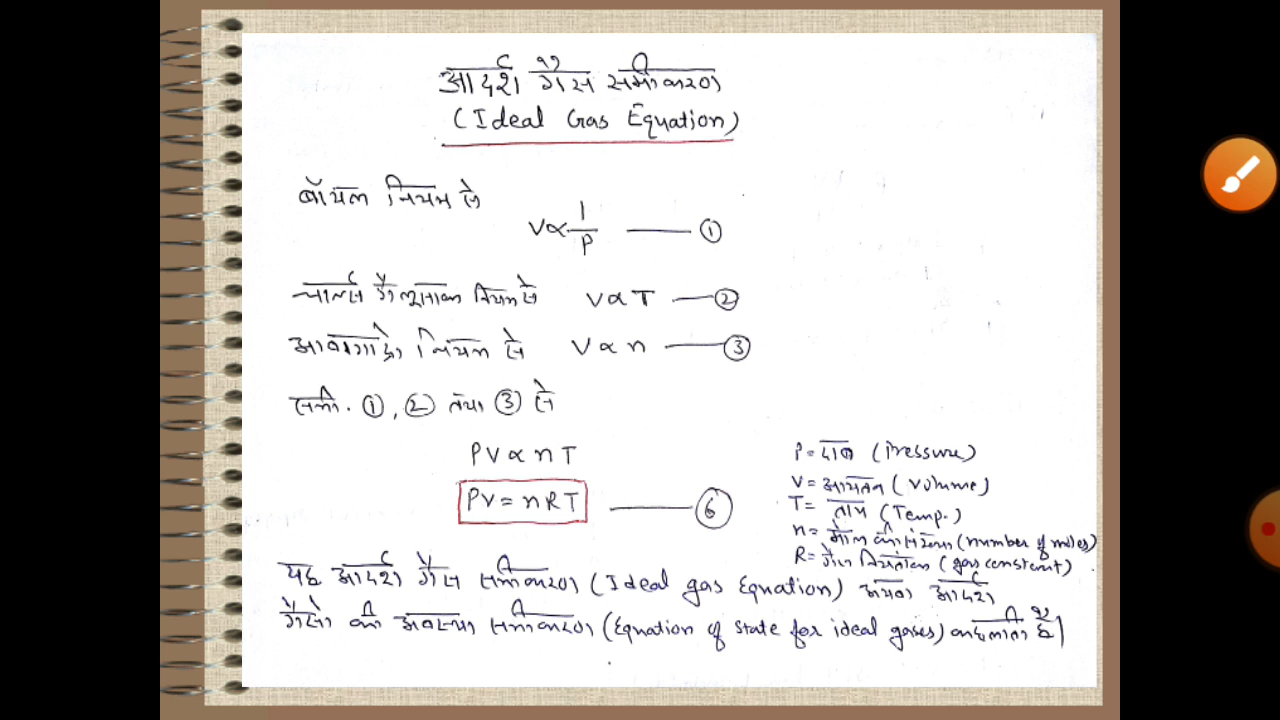 आदर्श गैस समीकरण
(Ideal Gas Equation)
बॉयल नियम से
V∝ 1/P —— ①
चार्ल्स गैलूसाक नियम से V∝T —— ②
आवोगाद्रो नियम से V∝n —— ③
समी. ①, ② तथा ③ से
PV∝nT
PV=nRT —— ⑥
P=दाब (Pressure)
V=आयतन (volume)
T= ताप (Temp.)
n= मोल की संख्या (number of moles)
R= गैस नियतांक (gas constant)
यह आदर्श गैस समीकरण (Ideal gas Equation) अथवा आदर्श
गैसों की अवस्था समीकरण (Equation of state for ideal gases) कहलाती है|